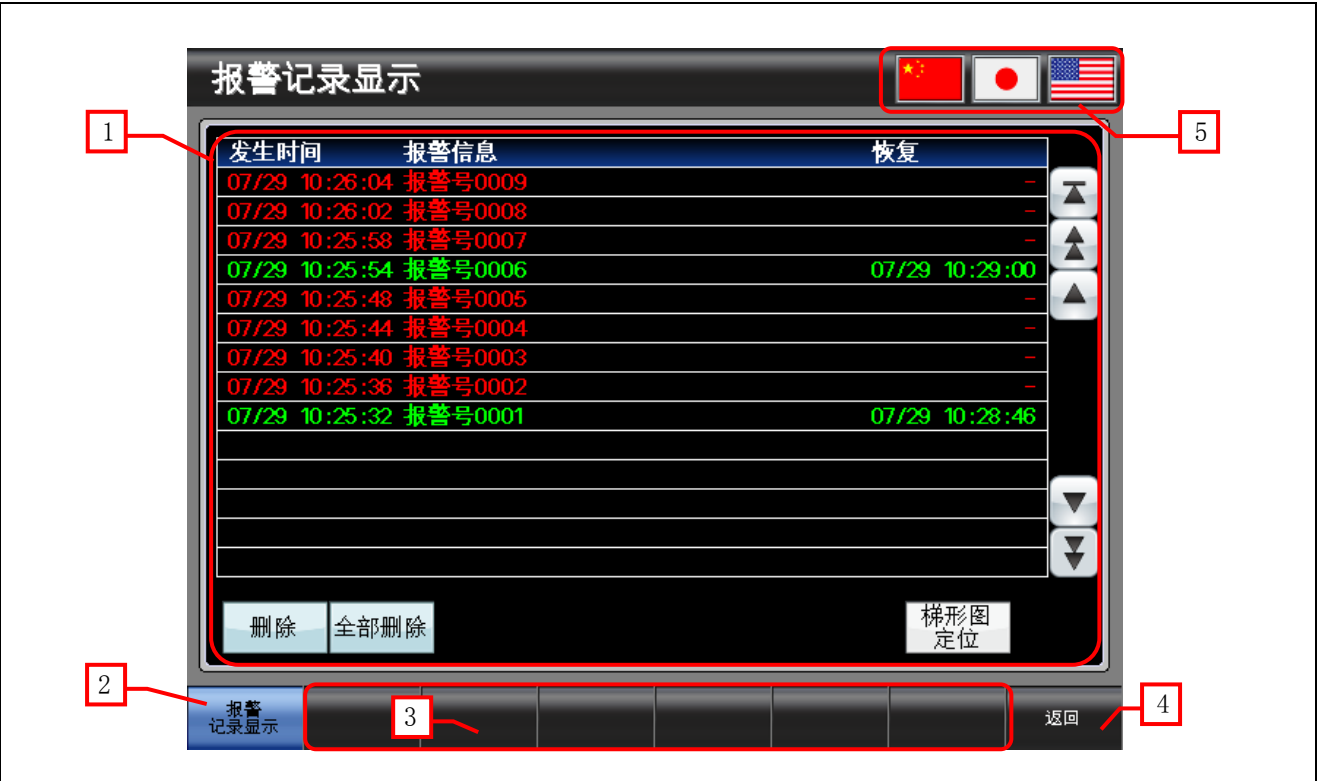 报警记录显示
1
5
发生时间 报警信息 恢复
07/29 10:26:04 报警号0009 -
07/29 10:26:02 报警号0008 -
07/29 10:25:58 报警号0007 -
07/29 10:25:54 报警号0006 07/29 10:29:00
07/29 10:25:48 报警号0005 -
07/29 10:25:44 报警号0004 -
07/29 10:25:40 报警号0003 -
07/29 10:25:36 报警号0002 -
07/29 10:25:32 报警号0001 07/29 10:28:46
删除 全部删除
梯形图
定位
2
3
4
报警
记录显示
返回